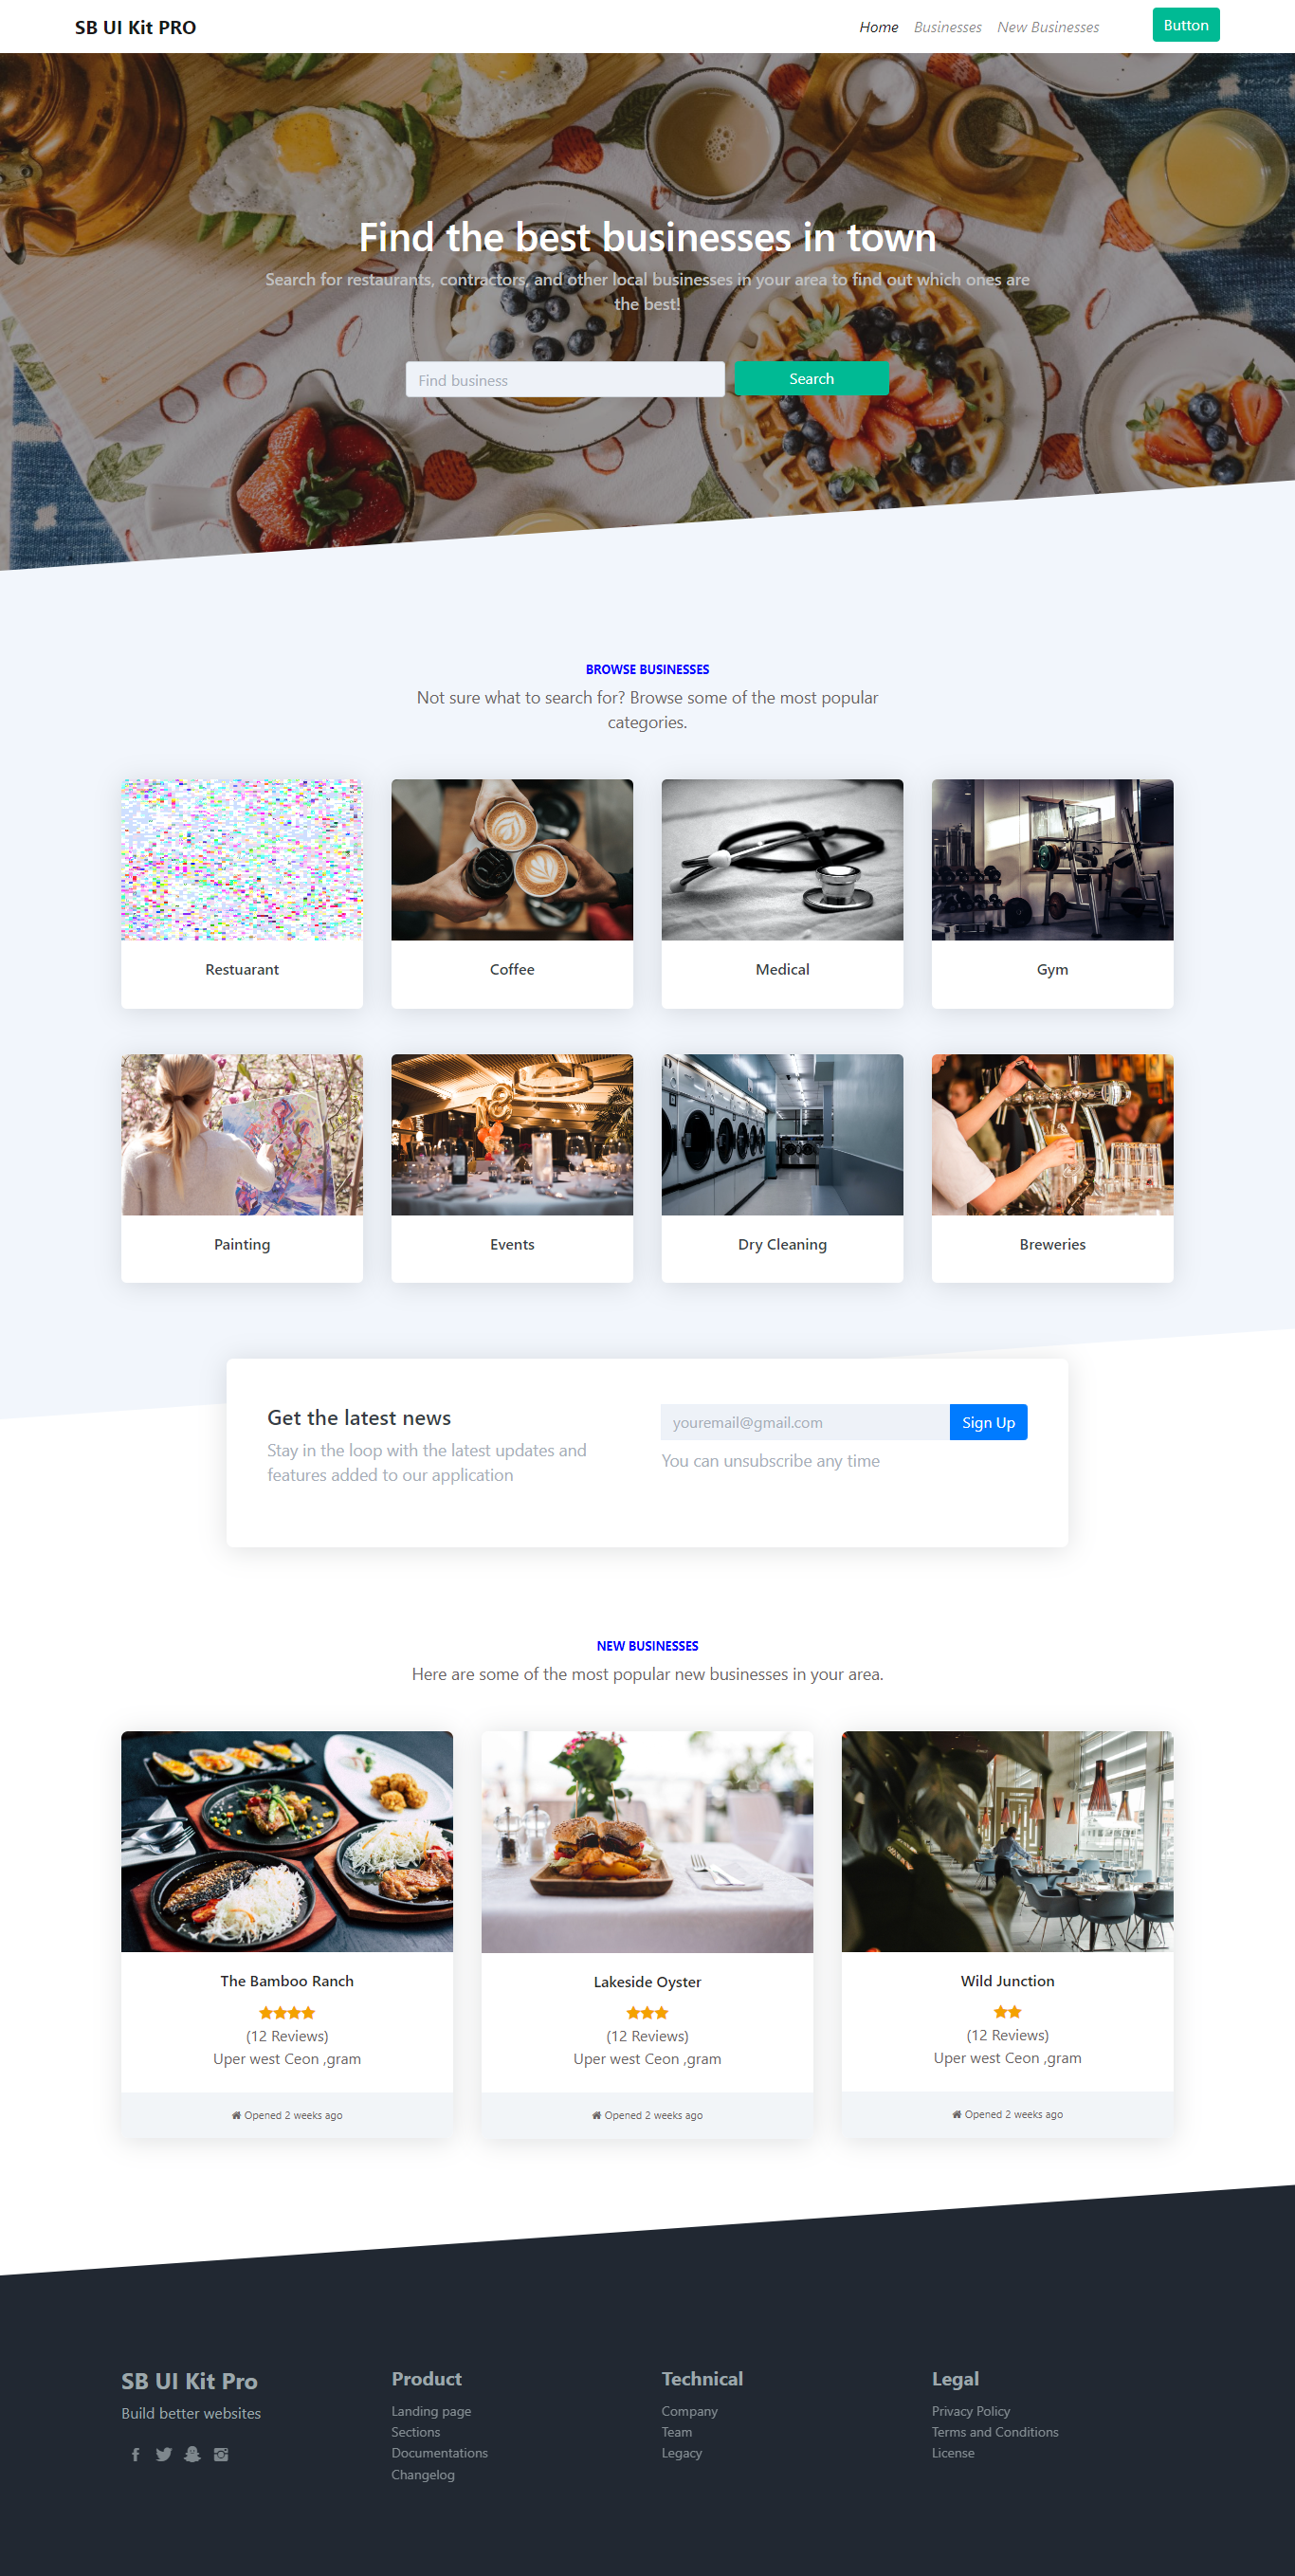 SB UI Kit PRO
Home Businesses New Businesses Button
Find the best businesses in town
Search for restaurants, contractors, and other local businesses in your area to find out which ones are
the best!
Find business Search
BROWSE BUSINESSES
Not sure what to search for? Browse some of the most popular
categories.
Restuarant
Coffee
Medical
Gym
Painting
Events
Dry Cleaning
Breweries
Get the latest news
Stay in the loop with the latest updates and
features added to our application
youremail@gmail.com Sign Up
You can unsubscribe any time
NEW BUSINESSES
Here are some of the most popular new businesses in your area.
The Bamboo Ranch
(12 Reviews)
Uper west Ceon ,gram
Opened 2 weeks ago
Lakeside Oyster
(12 Reviews)
Uper west Ceon ,gram
Opened 2 weeks ago
Wild Junction
(12 Reviews)
Uper west Ceon ,gram
Opened 2 weeks ago
SB UI Kit Pro
Build better websites
Product
Landing page
Sections
Documentations
Changelog
Technical
Company
Team
Legacy
Legal
Privacy Policy
Terms and Conditions
License